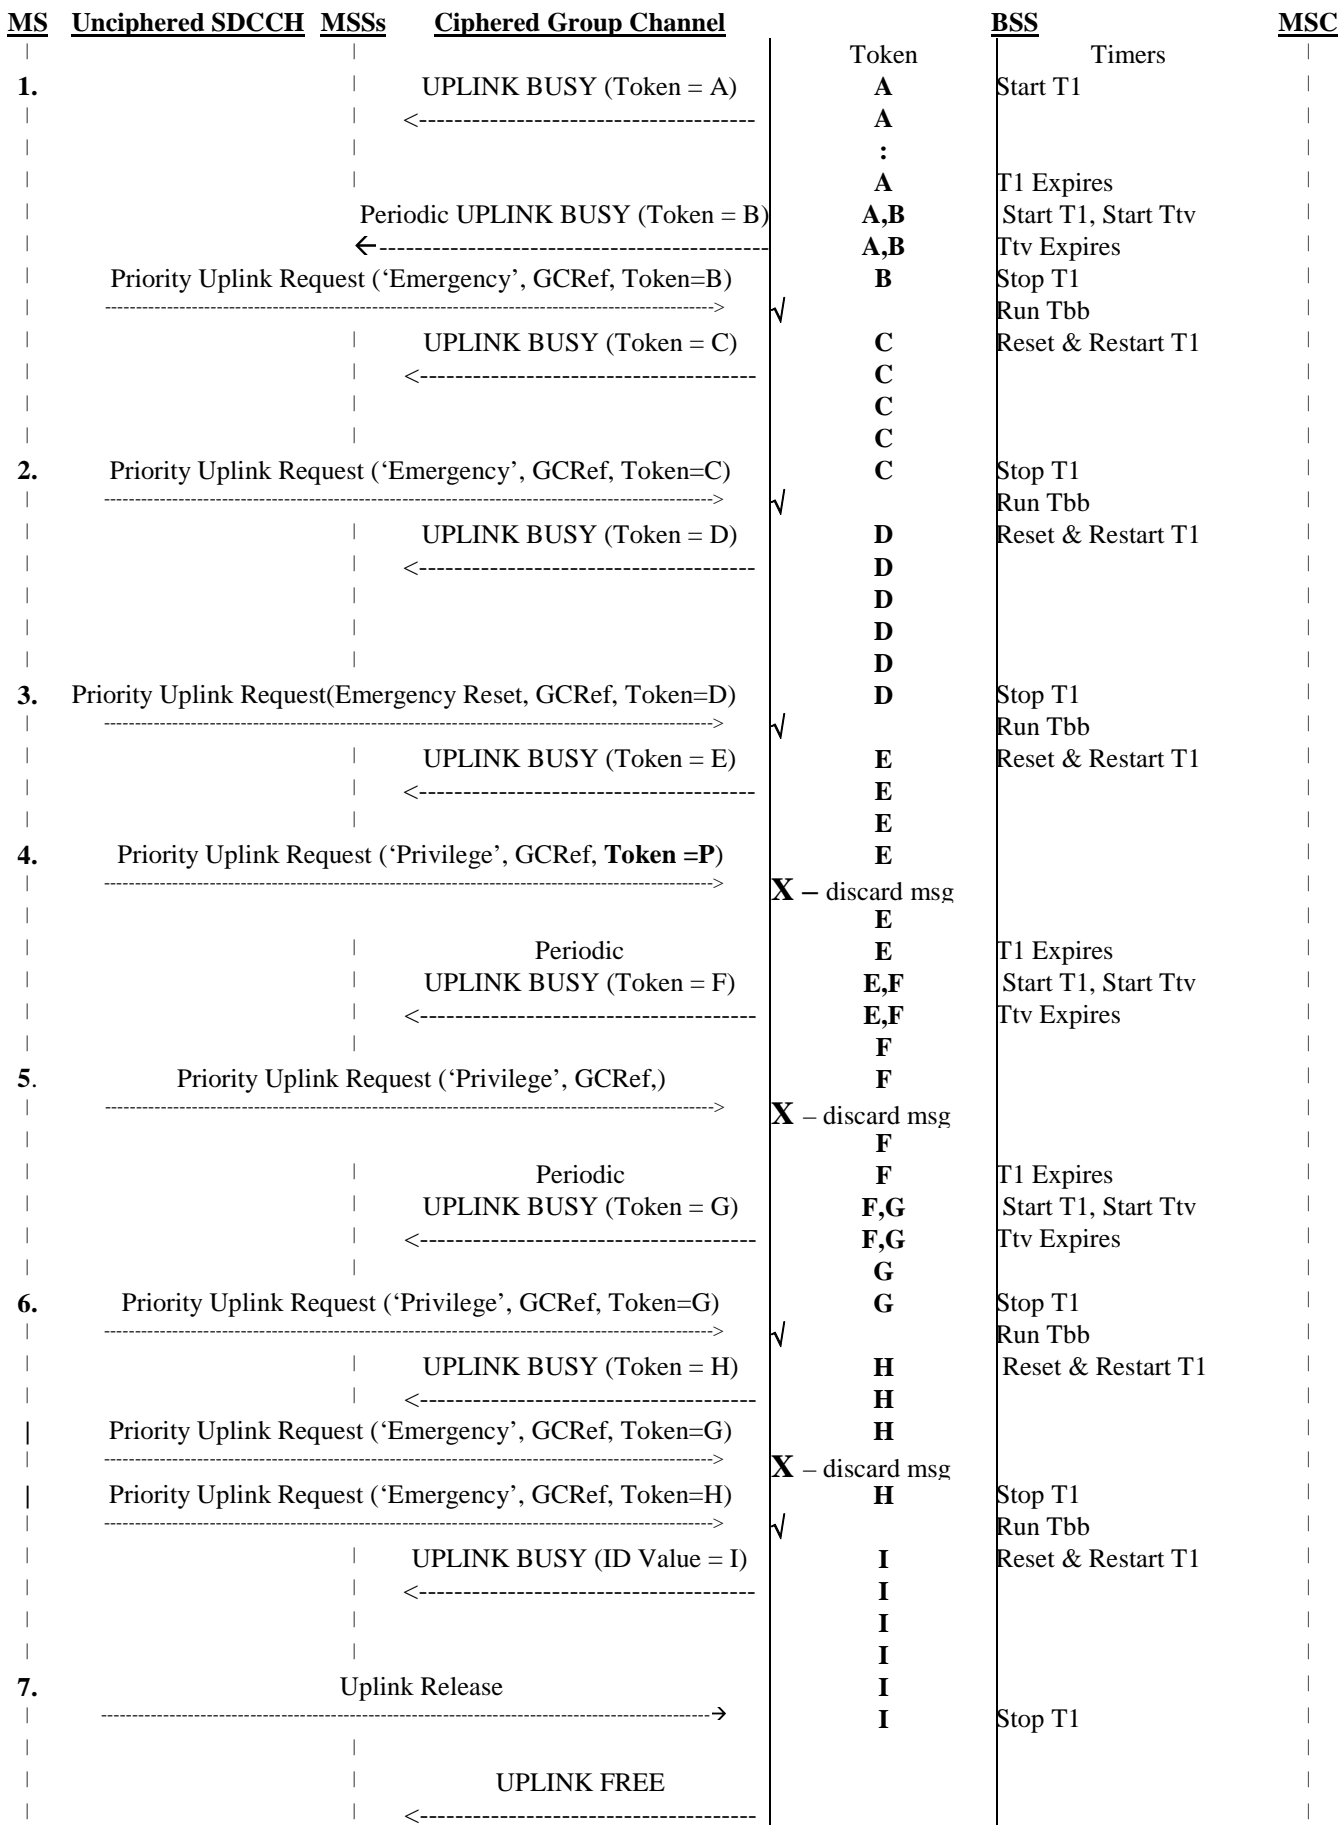 MS Unciphered SDCCH MSSs Ciphered Group Channel BSS MSC
Token Timers
1. UPLINK BUSY (Token = A) A Start T1
A
:
A T1 Expires
Periodic UPLINK BUSY (Token = B) A,B Start T1, Start Ttv
A,B Ttv Expires
Priority Uplink Request (‘Emergency’, GCRef, Token=B) B Stop T1
√ Run Tbb
UPLINK BUSY (Token = C) C Reset & Restart T1
C
C
C
2. Priority Uplink Request (‘Emergency’, GCRef, Token=C) C Stop T1
√ Run Tbb
UPLINK BUSY (Token = D) D Reset & Restart T1
D
D
D
D
3. Priority Uplink Request(Emergency Reset, GCRef, Token=D) D Stop T1
√ Run Tbb
UPLINK BUSY (Token = E) E Reset & Restart T1
E
E
4. Priority Uplink Request (‘Privilege’, GCRef, Token =P) E
X – discard msg
E
Periodic E T1 Expires
UPLINK BUSY (Token = F) E,F Start T1, Start Ttv
E,F Ttv Expires
F
5. Priority Uplink Request (‘Privilege’, GCRef,) F
X – discard msg
F
Periodic F T1 Expires
UPLINK BUSY (Token = G) F,G Start T1, Start Ttv
F,G Ttv Expires
G
6. Priority Uplink Request (‘Privilege’, GCRef, Token=G) G Stop T1
√ Run Tbb
UPLINK BUSY (Token = H) H Reset & Restart T1
H
Priority Uplink Request (‘Emergency’, GCRef, Token=G) H
X – discard msg
Priority Uplink Request (‘Emergency’, GCRef, Token=H) H Stop T1
√ Run Tbb
UPLINK BUSY (ID Value = I) I Reset & Restart T1
I
I
I
7. Uplink Release I
I Stop T1
UPLINK FREE